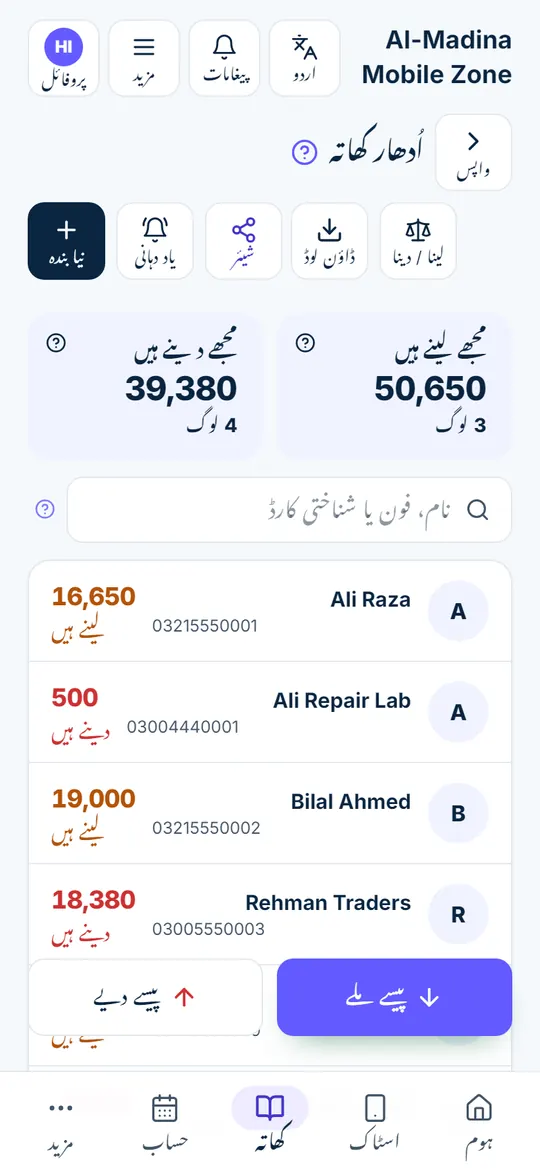 Al-Madina
Mobile Zone
اردو
پیغامات
مزید
HI
پروفائل
واپس
اُدھار کھاتہ
لینا / دینا
ڈاؤن لوڈ
شیئر
یاد دہانی
نیا بندہ
مجھے لینے ہیں
50,650
3 لوگ
مجھے دینے ہیں
39,380
4 لوگ
نام، فون یا شناختی کارڈ
A
Ali Raza
03215550001
16,650
لینے ہیں
A
Ali Repair Lab
03004440001
500
دینے ہیں
B
Bilal Ahmed
03215550002
19,000
لینے ہیں
R
Rehman Traders
03005550003
18,380
دینے ہیں
پیسے ملے
پیسے دیے
ہوم
اسٹاک
کھاتہ
حساب
مزید